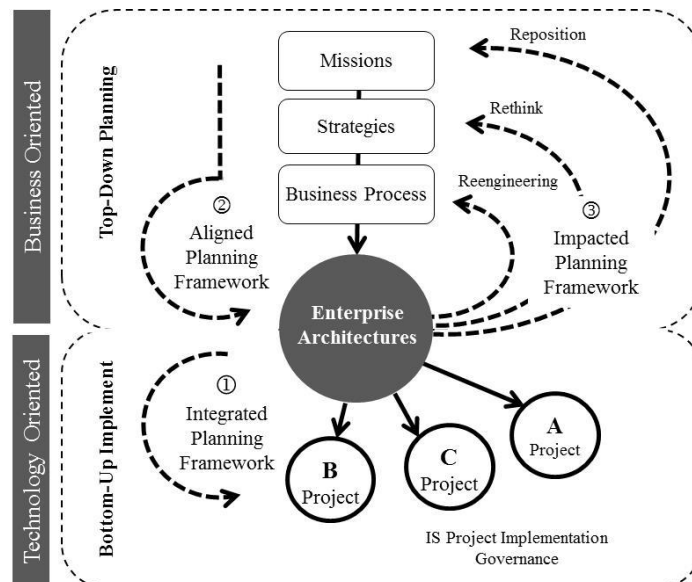 Business Oriented
Top-Down Planning
Missions
Strategies
Business Process
Reposition
Rethink
Reengineering
②
Aligned
Planning
Framework
③
Impacted
Planning
Framework
Enterprise
Architectures
Technology Oriented
Bottom-Up Implement
①
Integrated
Planning
Framework
B
Project
C
Project
A
Project
IS Project Implementation
Governance